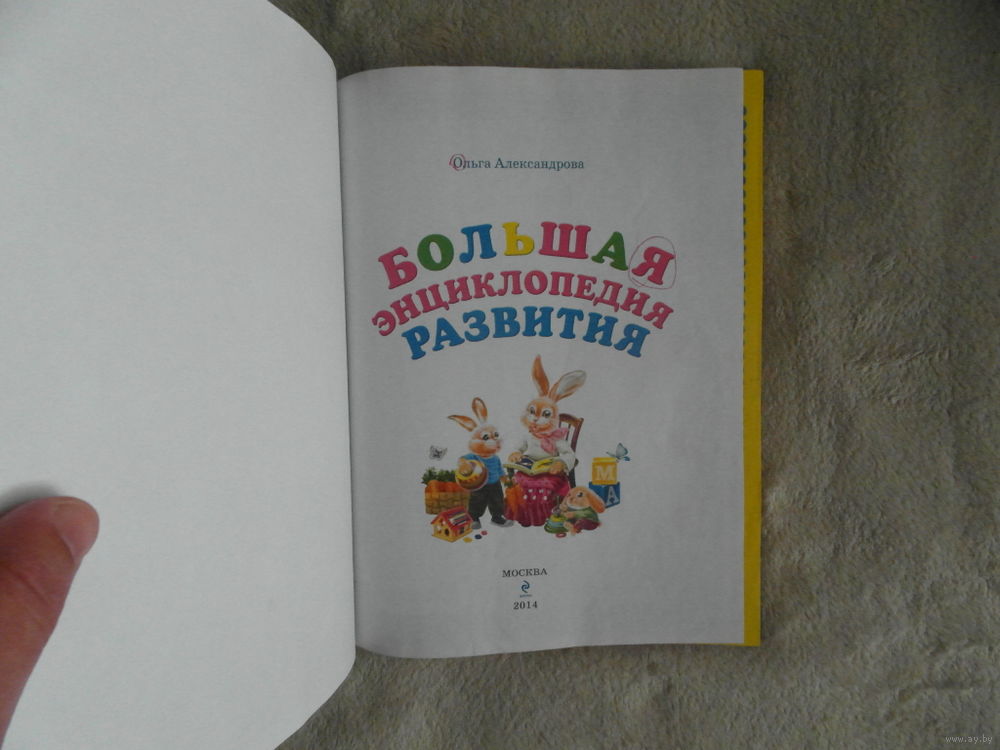 Ольга Александрова
БОЛЬШАЯ
ЭНЦИКЛОПЕДИЯ
РАЗВИТИЯ
М
А
МОСКВА
2014
www.ay.by